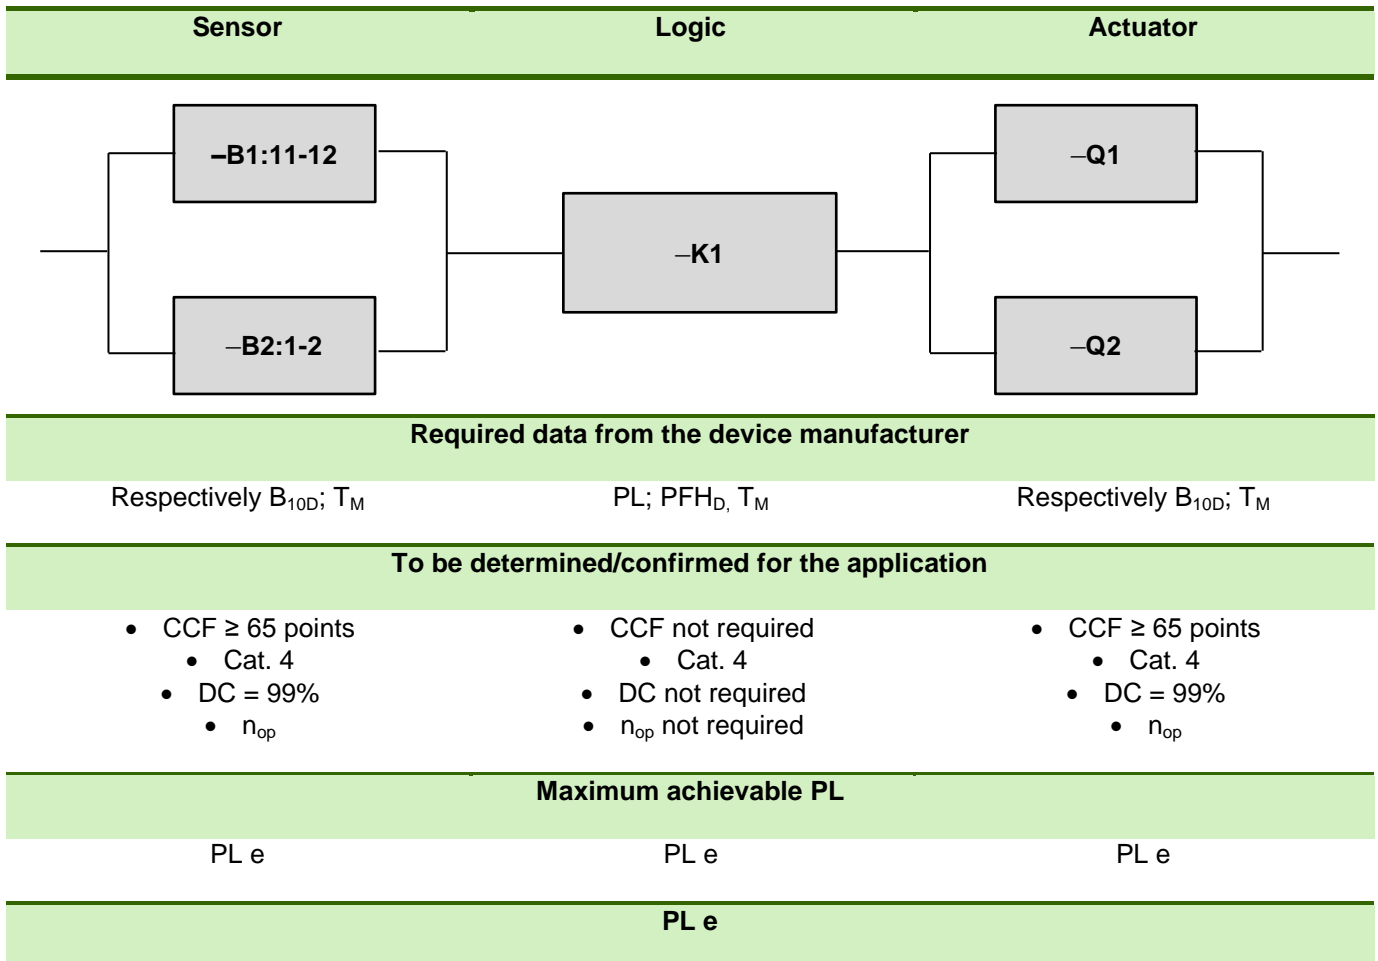 Sensor Logic Actuator
–B1:11-12 –Q1
–K1
–B2:1-2 –Q2
Required data from the device manufacturer
Respectively B10D; TM PL; PFHD, TM Respectively B10D; TM
To be determined/confirmed for the application
• CCF ≥ 65 points • CCF not required • CCF ≥ 65 points
• Cat. 4 • Cat. 4 • Cat. 4
• DC = 99% • DC not required • DC = 99%
• nop • nop not required • nop
Maximum achievable PL
PL e PL e PL e
PL e